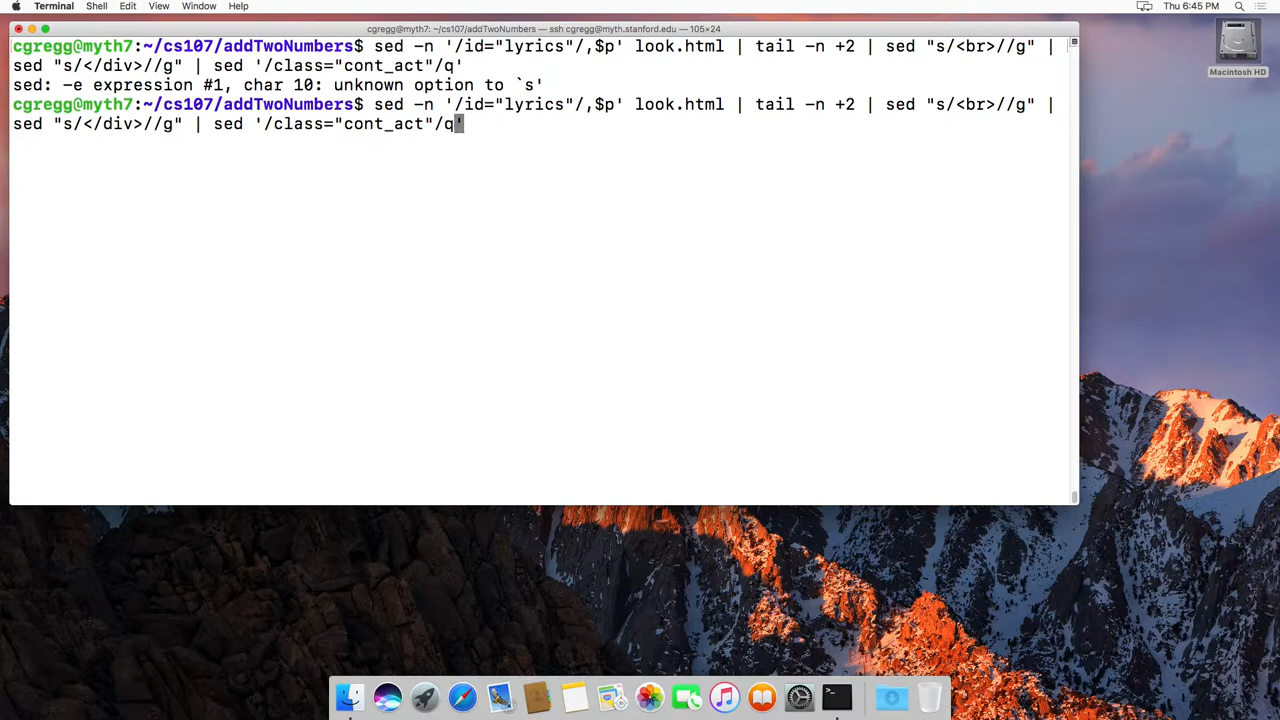 Terminal Shell Edit View Window Help Thu 6:45 PM
cgregg@myth7:~/cs107/addTwoNumbers — ssh cgregg@myth.stanford.edu — 105×24
cgregg@myth7:~/cs107/addTwoNumbers$ sed -n '/id="lyrics"/,$p' look.html | tail -n +2 | sed "s/<br>//g" |
sed "s/</div>//g" | sed '/class="cont_act"/q'
sed: -e expression #1, char 10: unknown option to `s'
cgregg@myth7:~/cs107/addTwoNumbers$ sed -n '/id="lyrics"/,$p' look.html | tail -n +2 | sed "s/<br>//g" |
sed "s/</div>//g" | sed '/class="cont_act"/q'
Macintosh HD